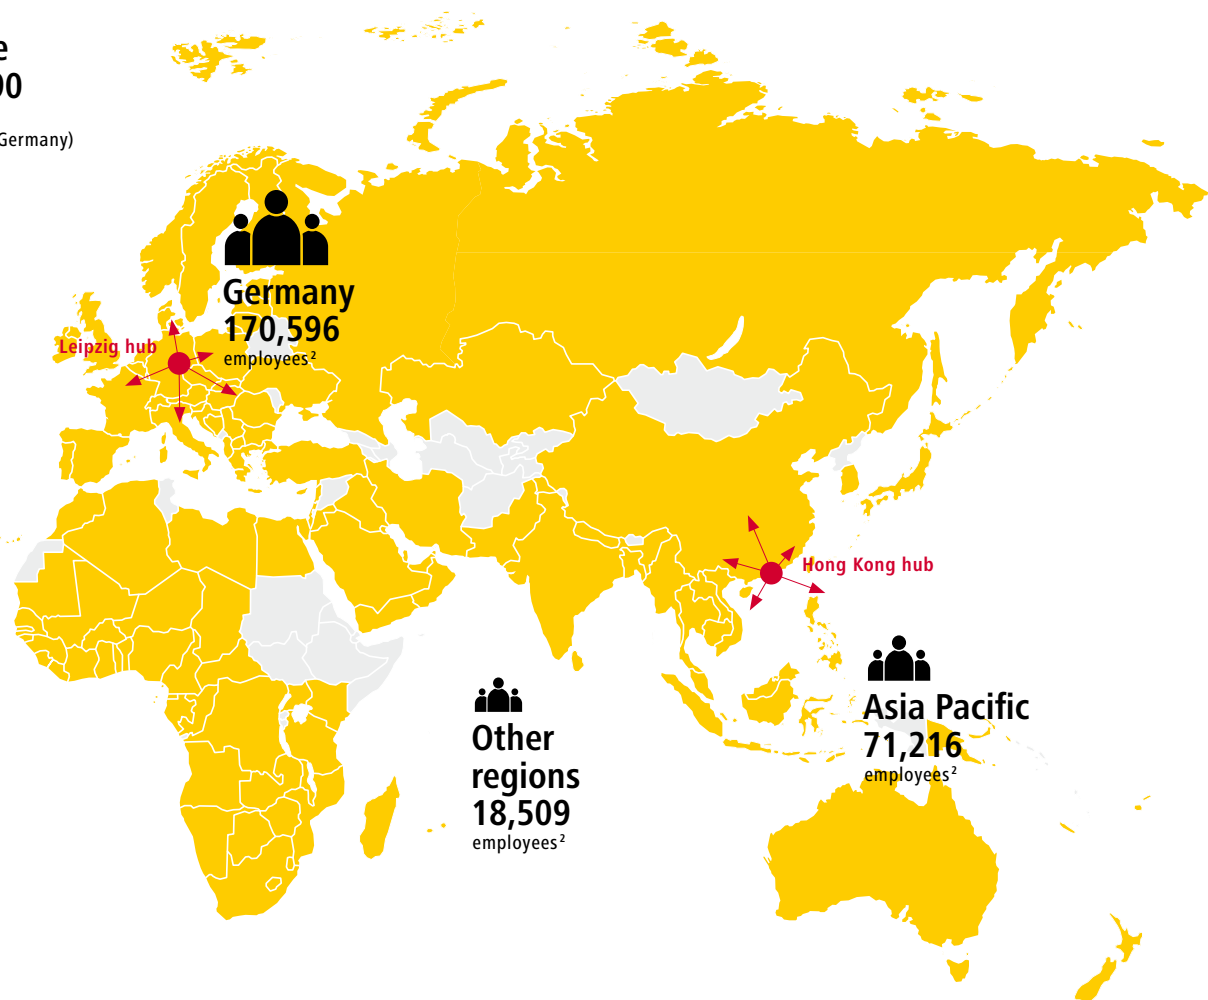 e
90
Germany)
Germany
170,596
employees²
Leipzig hub
Hong Kong hub
Asia Pacific
71,216
employees²
Other
regions
18,509
employees²